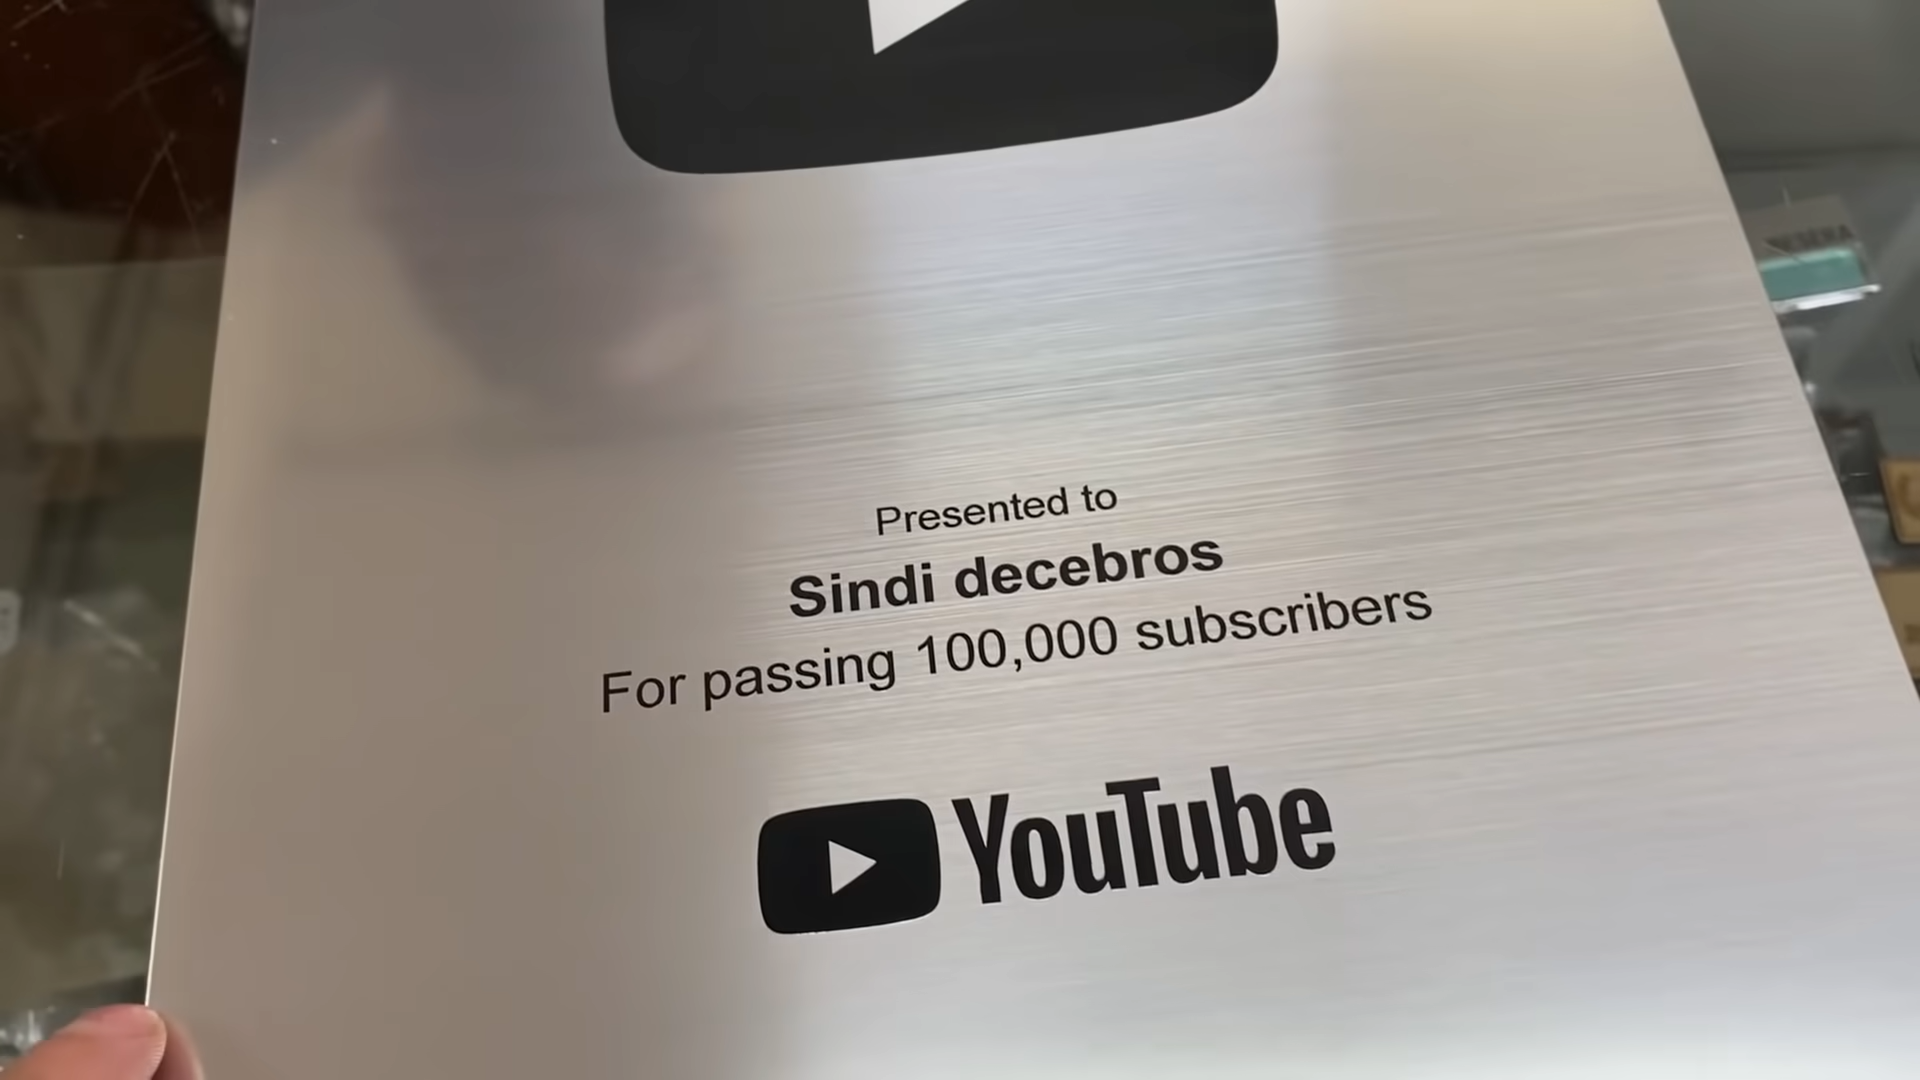 Presented to
Sindi decebros
For passing 100,000 subscribers
YouTube